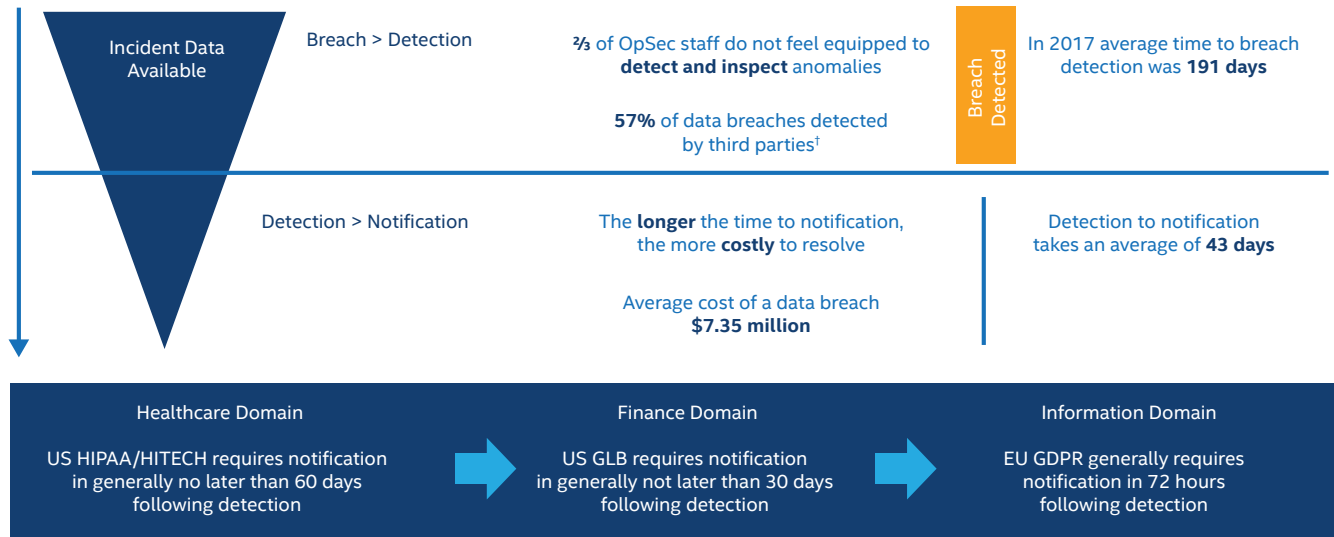 Incident Data
Available
Breach > Detection
⅔ of OpSec staff do not feel equipped to
detect and inspect anomalies
57% of data breaches detected
by third parties†
Breach
Detected
In 2017 average time to breach
detection was 191 days
Detection > Notification
The longer the time to notification,
the more costly to resolve
Average cost of a data breach
$7.35 million
Detection to notification
takes an average of 43 days
Healthcare Domain
US HIPAA/HITECH requires notification
in generally no later than 60 days
following detection
Finance Domain
US GLB requires notification
in generally not later than 30 days
following detection
Information Domain
EU GDPR generally requires
notification in 72 hours
following detection